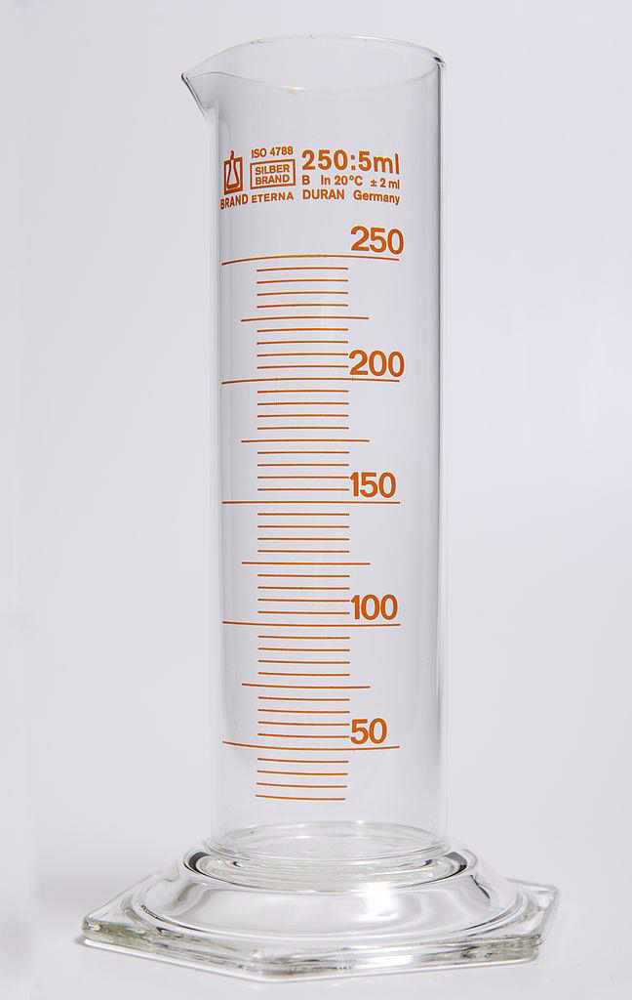 ISO 4788
SILBER
BRAND
BRAND ETERNA
250:5ml
B In 20°C ± 2 ml
DURAN Germany
250
200
150
100
50